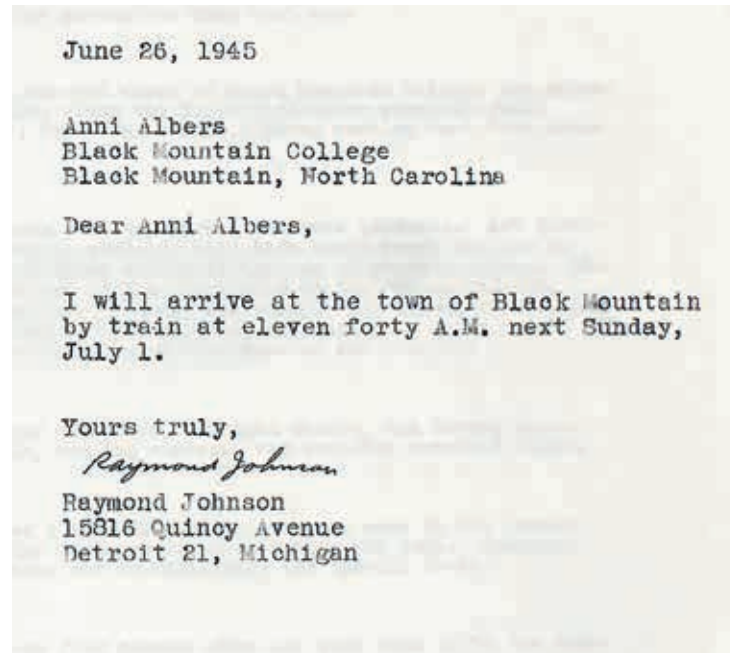 June 26, 1945
Anni Albers
Black Mountain College
Black Mountain, North Carolina
Dear Anni Albers,
I will arrive at the town of Black Mountain
by train at eleven forty A.M. next Sunday,
July 1.
Yours truly,
Raymond Johnson
Raymond Johnson
15816 Quincy Avenue
Detroit 21, Michigan